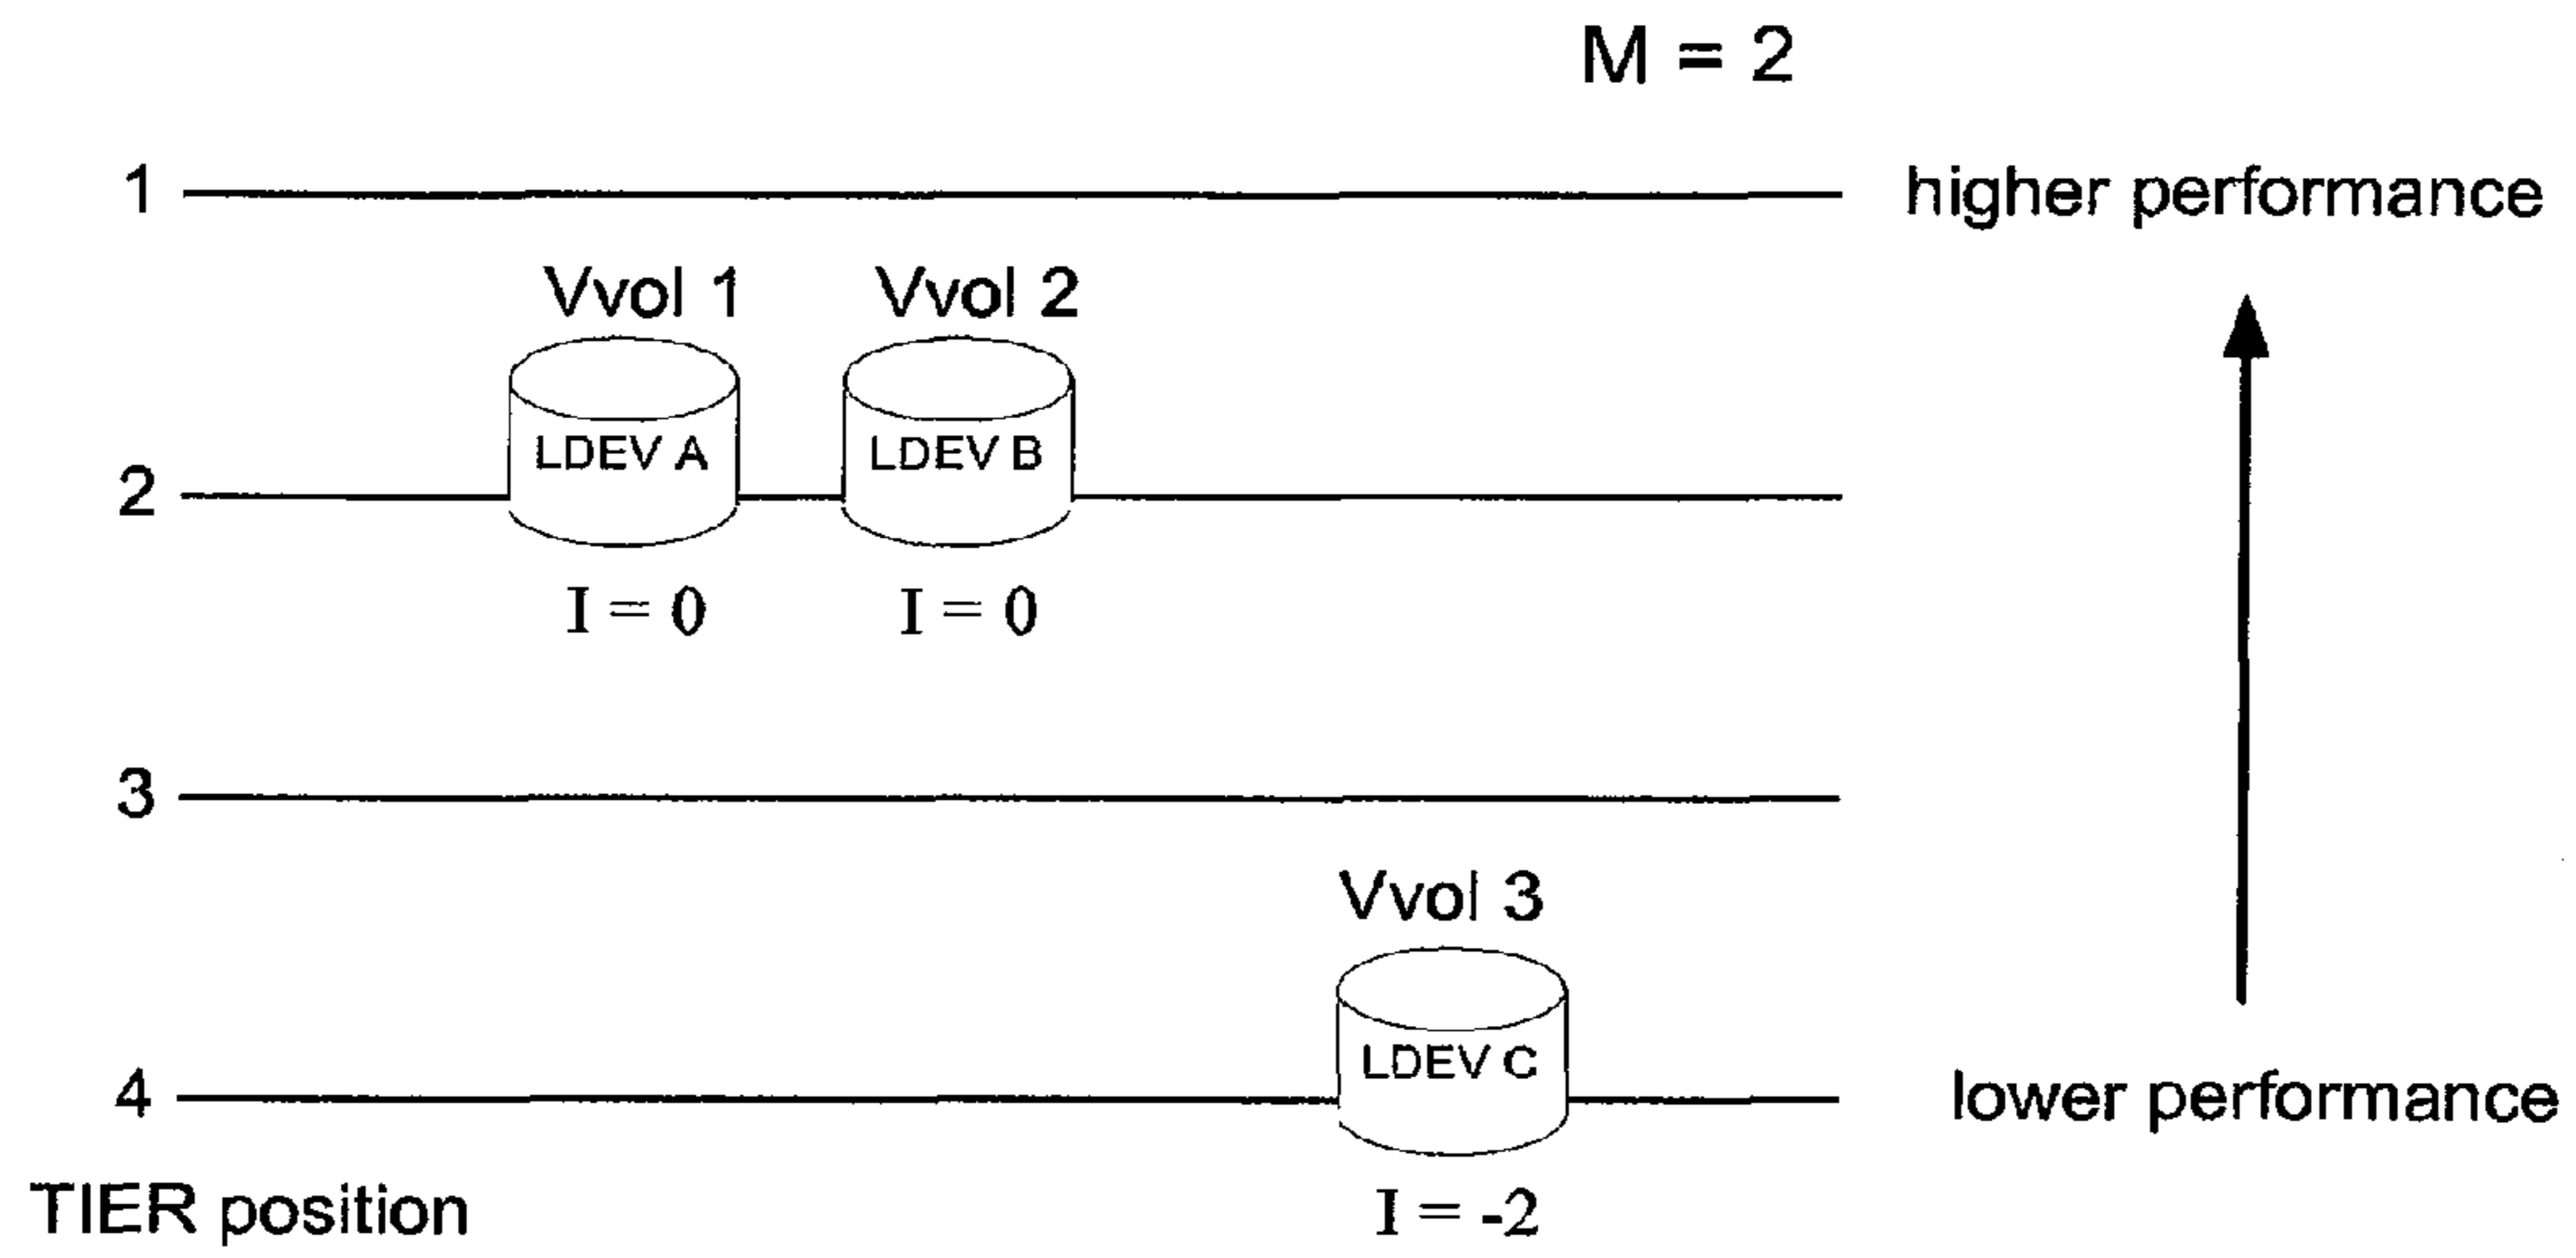 M = 2
1 higher performance
Vvol 1 Vvol 2
LDEV A LDEV B
2
I = 0 I = 0
3
Vvol 3
LDEV C
4 lower performance
TIER position I = -2